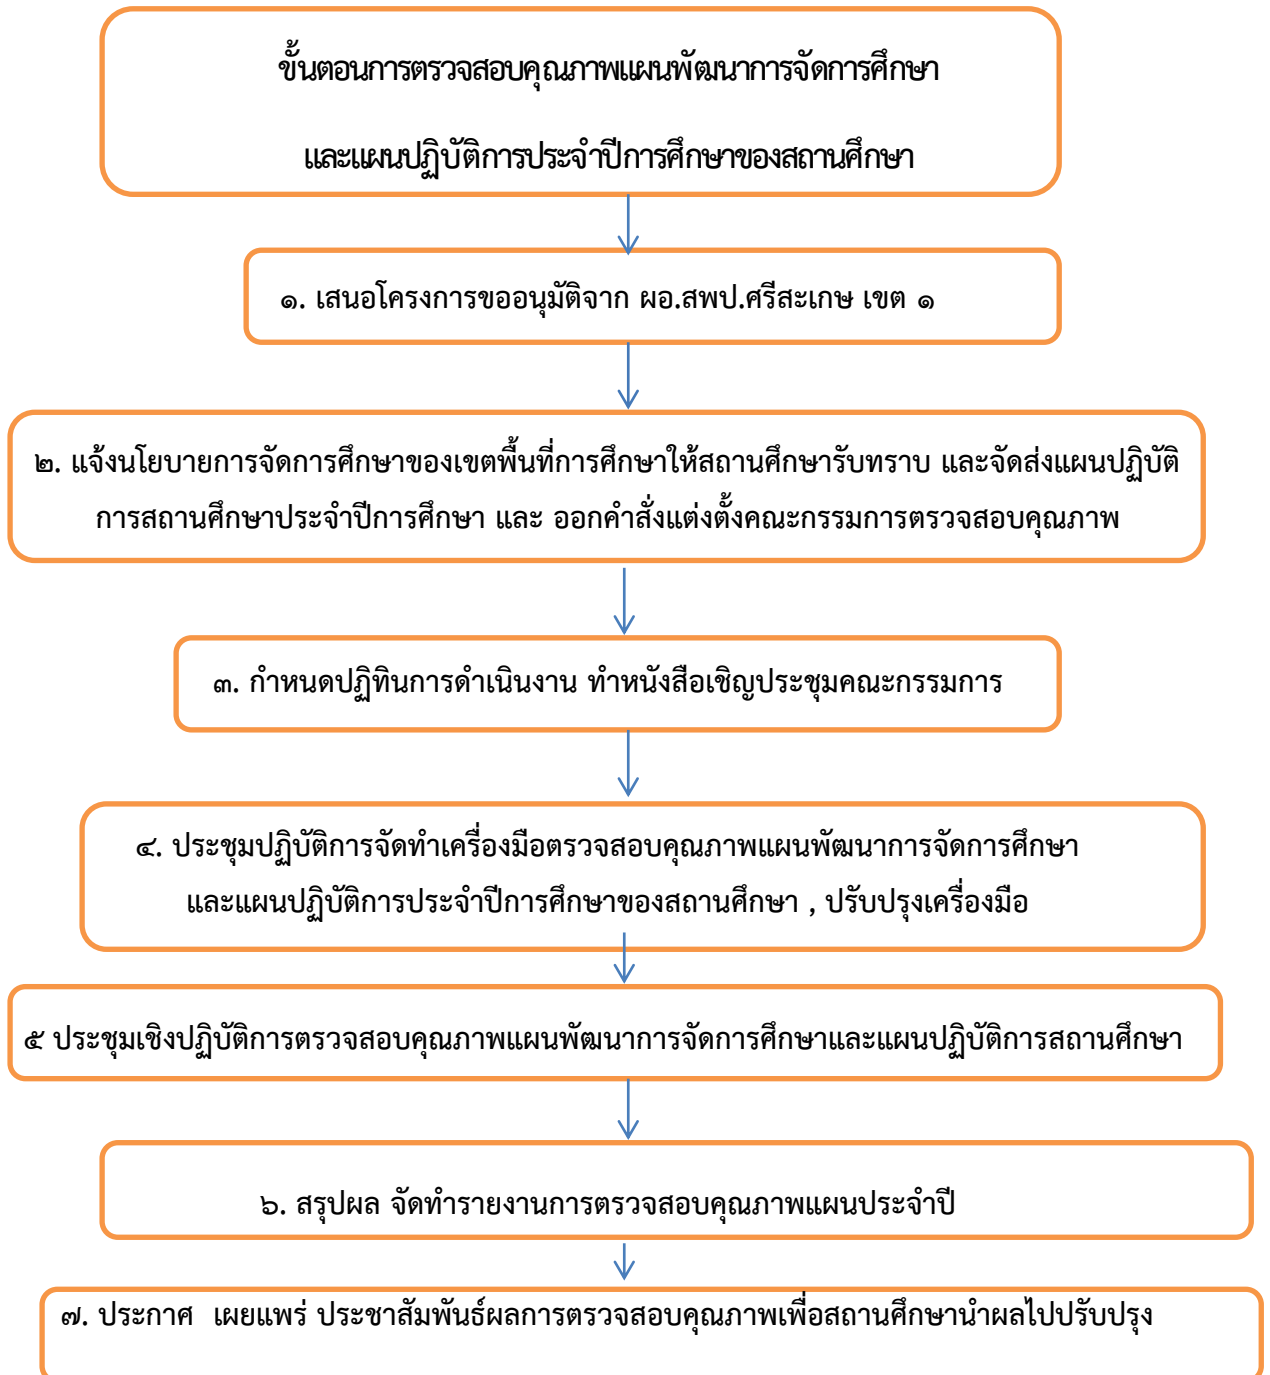 ขั้นตอนการตรวจสอบคุณภาพแผนพัฒนาการจัดการศึกษา
และแผนปฏิบัติการประจำปีการศึกษาของสถานศึกษา
๑. เสนอโครงการขออนุมัติจาก ผอ.สพป.ศรีสะเกษ เขต ๑
๒. แจ้งนโยบายการจัดการศึกษาของเขตพื้นที่การศึกษาให้สถานศึกษารับทราบ และจัดส่งแผนปฏิบัติ
การสถานศึกษาประจำปีการศึกษา และ ออกคำสั่งแต่งตั้งคณะกรรมการตรวจสอบคุณภาพ
๓. กำหนดปฏิทินการดำเนินงาน ทำหนังสือเชิญประชุมคณะกรรมการ
๔. ประชุมปฏิบัติการจัดทำเครื่องมือตรวจสอบคุณภาพแผนพัฒนาการจัดการศึกษา
และแผนปฏิบัติการประจำปีการศึกษาของสถานศึกษา , ปรับปรุงเครื่องมือ
๕ ประชุมเชิงปฏิบัติการตรวจสอบคุณภาพแผนพัฒนาการจัดการศึกษาและแผนปฏิบัติการสถานศึกษา
๖. สรุปผล จัดทำรายงานการตรวจสอบคุณภาพแผนประจำปี
๗. ประกาศ เผยแพร่ ประชาสัมพันธ์ผลการตรวจสอบคุณภาพเพื่อสถานศึกษานำผลไปปรับปรุง